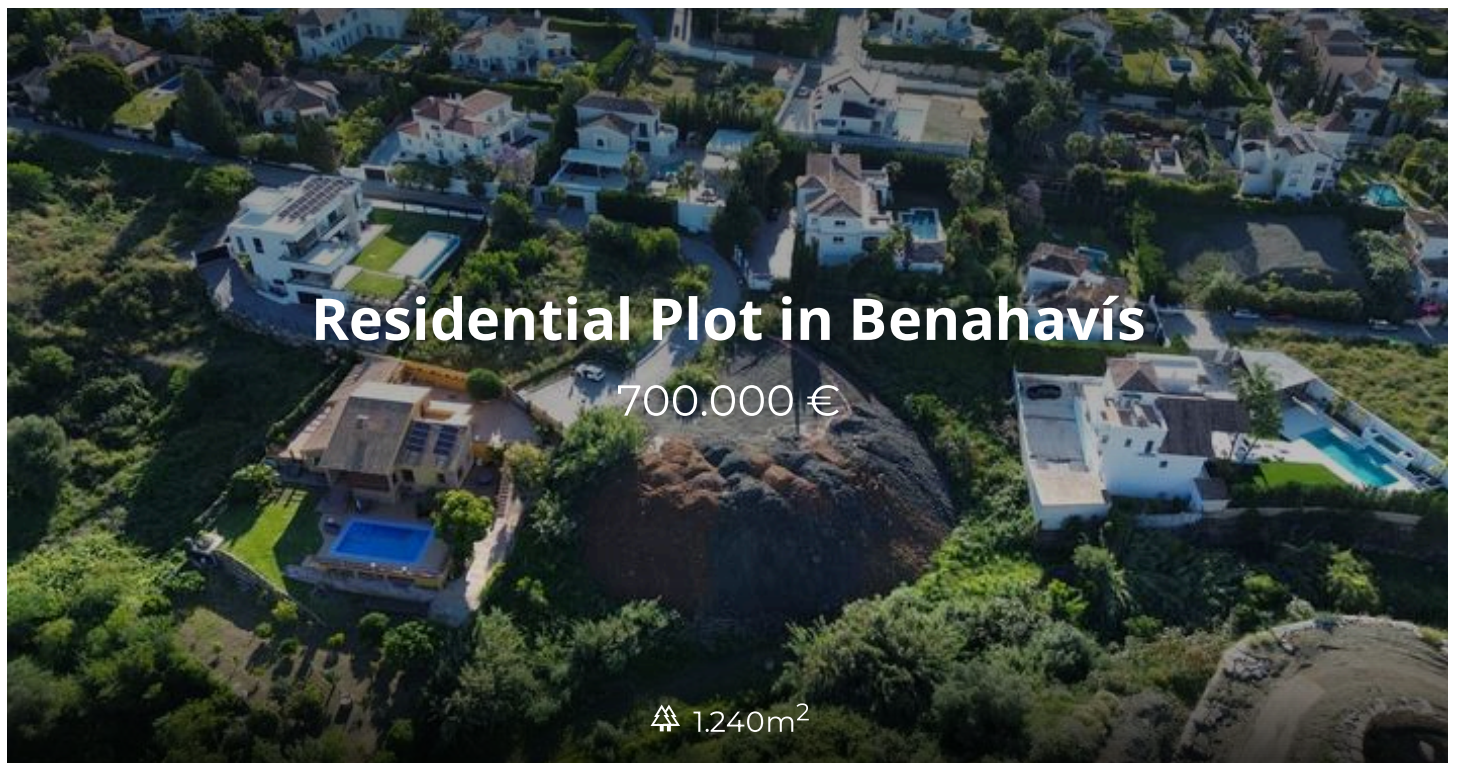 Residential Plot in Benahavís
700.000 €
1.240m²